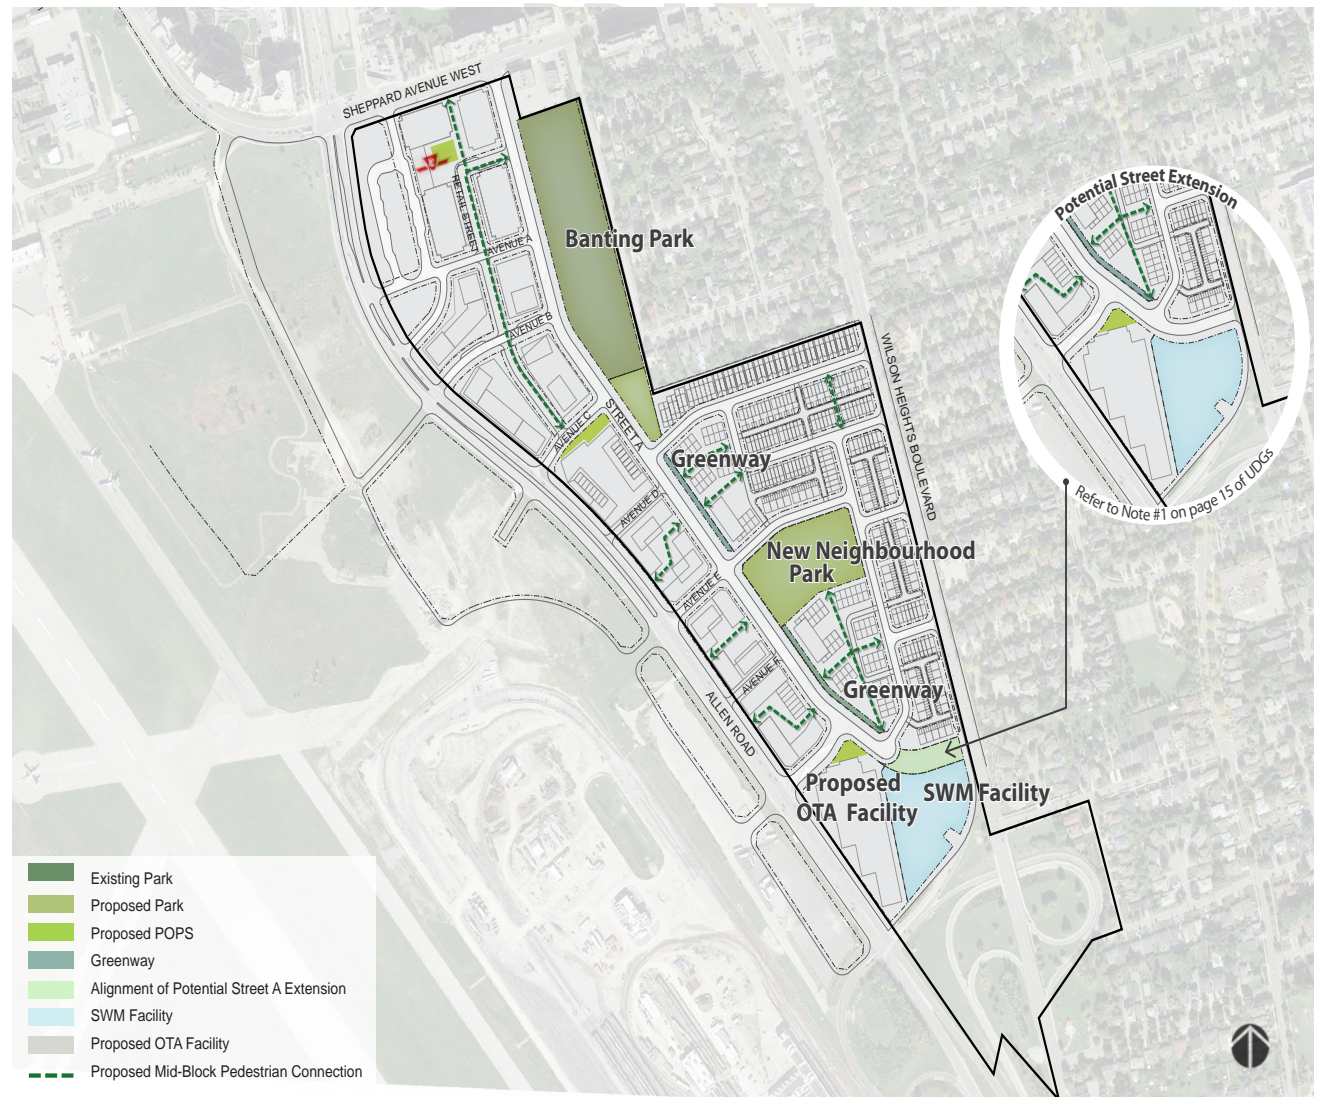 SHEPPARD AVENUE WEST
RETAIL STREET
AVENUE A
Banting Park
AVENUE B
STREET A
AVENUE C
Greenway
AVENUE D
WILSON HEIGHTS BOULEVARD
New Neighbourhood
Park
AVENUE E
AVENUE F
Greenway
ALLEN ROAD
Proposed
OTA Facility
SWM Facility
Potential Street Extension
Refer to Note #1 on page 15 of UDGs
Existing Park
Proposed Park
Proposed POPS
Greenway
Alignment of Potential Street A Extension
SWM Facility
Proposed OTA Facility
Proposed Mid-Block Pedestrian Connection